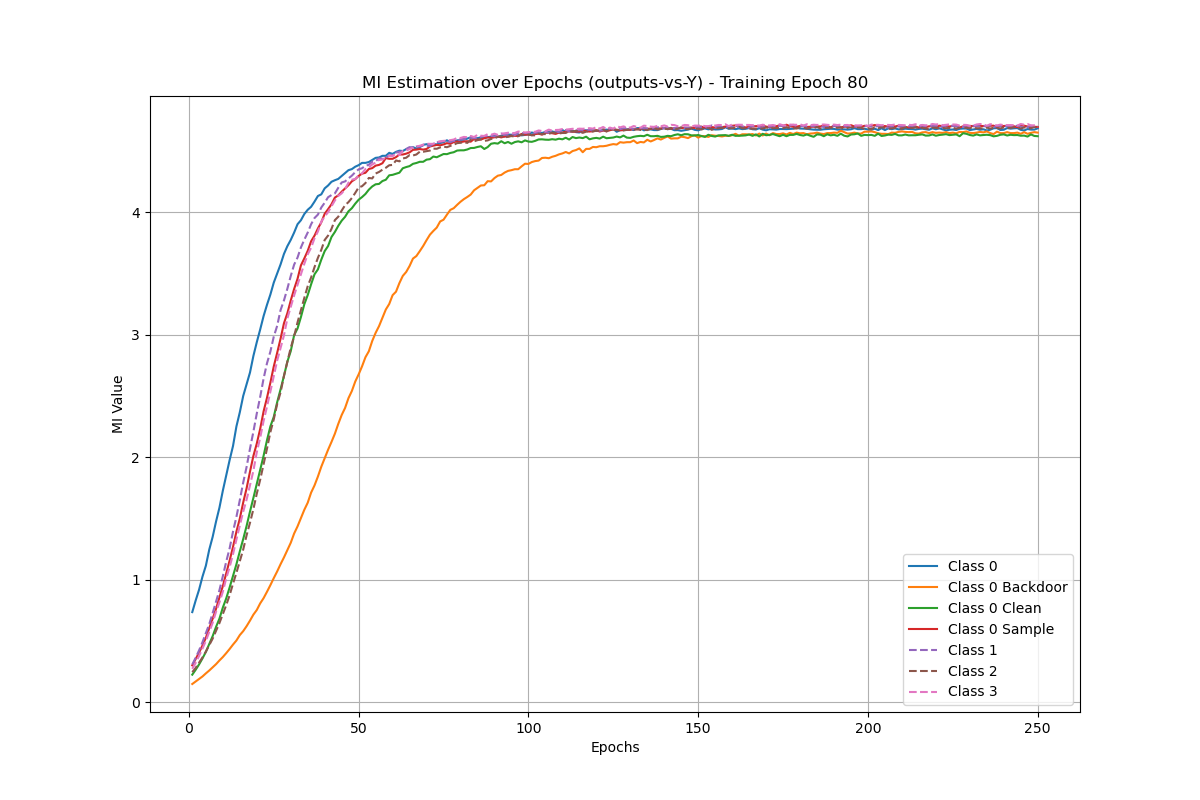 MI Estimation over Epochs (outputs-vs-Y) - Training Epoch 80
MI Value
4
3
2
1
0
0 50 100 150 200 250
Epochs
Class 0
Class 0 Backdoor
Class 0 Clean
Class 0 Sample
Class 1
Class 2
Class 3